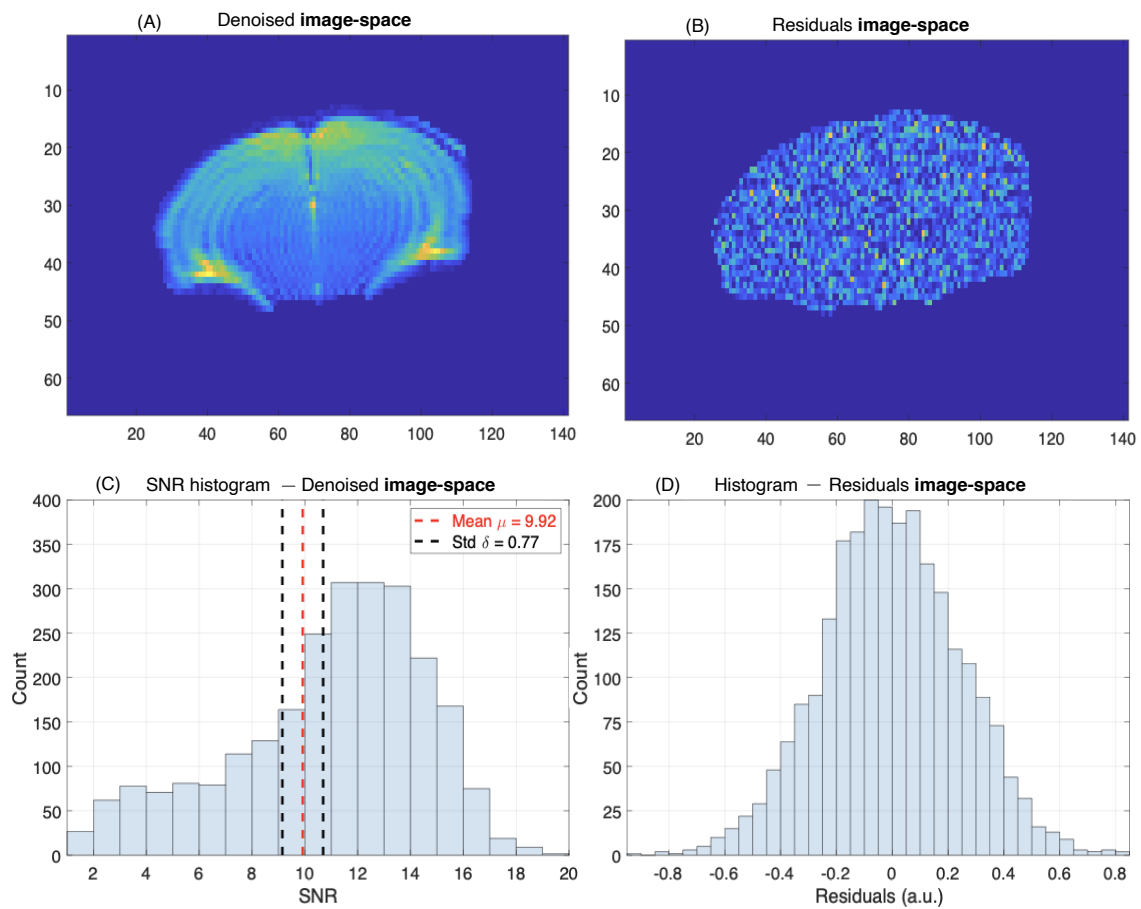 (A) Denoised image-space
10
20
30
40
50
60
20 40 60 80 100 120 140
(B) Residuals image-space
10
20
30
40
50
60
20 40 60 80 100 120 140
(C) SNR histogram — Denoised image-space
Mean μ = 9.92
Std δ = 0.77
400
350
300
250
200
150
100
50
0
Count
2 4 6 8 10 12 14 16 18 20
SNR
(D) Histogram — Residuals image-space
200
175
150
125
100
75
50
25
0
Count
-0.8 -0.6 -0.4 -0.2 0 0.2 0.4 0.6 0.8
Residuals (a.u.)